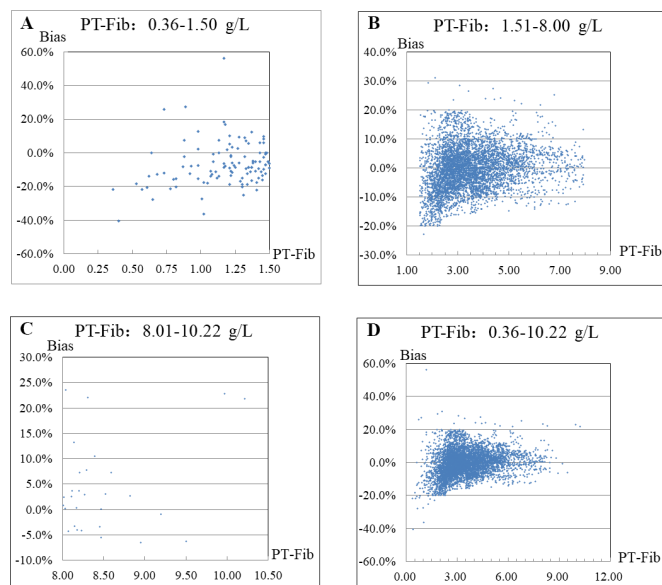 A PT-Fib：0.36-1.50 g/L
Bias
60.0%
40.0%
20.0%
0.0%
-20.0%
-40.0%
-60.0%
PT-Fib
0.00 0.25 0.50 0.75 1.00 1.25 1.50
B PT-Fib：1.51-8.00 g/L
Bias
40.0%
30.0%
20.0%
10.0%
0.0%
-10.0%
-20.0%
-30.0%
PT-Fib
1.00 3.00 5.00 7.00 9.00
C PT-Fib：8.01-10.22 g/L
Bias
30.0%
25.0%
20.0%
15.0%
10.0%
5.0%
0.0%
-5.0%
-10.0%
PT-Fib
8.00 8.50 9.00 9.50 10.00 10.50
D PT-Fib：0.36-10.22 g/L
Bias
60.0%
40.0%
20.0%
0.0%
-20.0%
-40.0%
-60.0%
PT-Fib
0.00 3.00 6.00 9.00 12.00